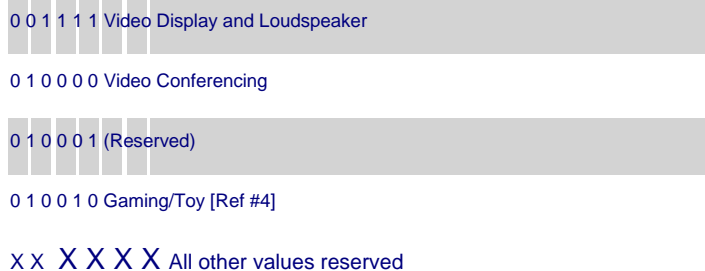 0 0 1 1 1 1 Video Display and Loudspeaker
0 1 0 0 0 0 Video Conferencing
0 1 0 0 0 1 (Reserved)
0 1 0 0 1 0 Gaming/Toy [Ref #4]
X X X X X X All other values reserved